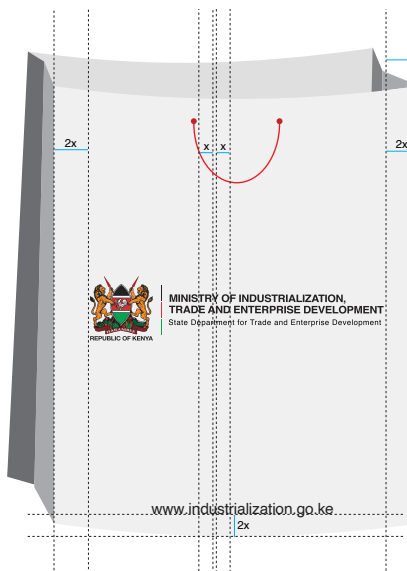 2x
x
x
2x
MINISTRY OF INDUSTRIALIZATION,
TRADE AND ENTERPRISE DEVELOPMENT
State Department for Trade and Enterprise Development
REPUBLIC OF KENYA
www.industrialization.go.ke
2x